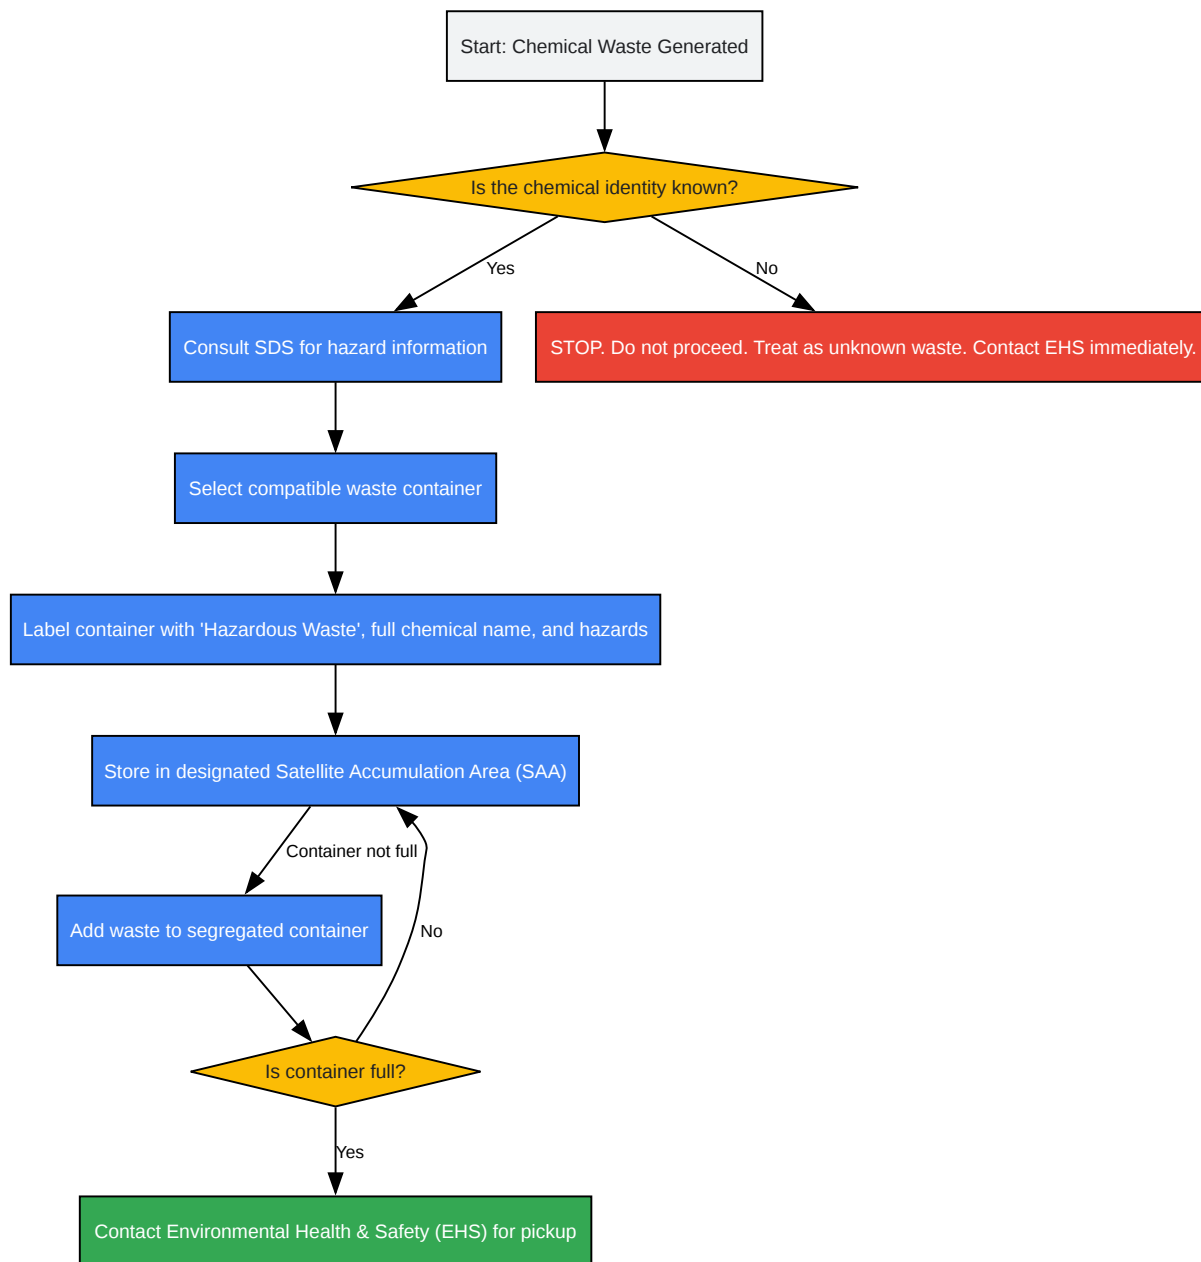 Start: Chemical Waste Generated
Is the chemical identity known?
Yes
No
Consult SDS for hazard information
STOP. Do not proceed. Treat as unknown waste. Contact EHS immediately.
Select compatible waste container
Label container with 'Hazardous Waste', full chemical name, and hazards
Store in designated Satellite Accumulation Area (SAA)
Container not full
Add waste to segregated container
No
Is container full?
Yes
Contact Environmental Health & Safety (EHS) for pickup